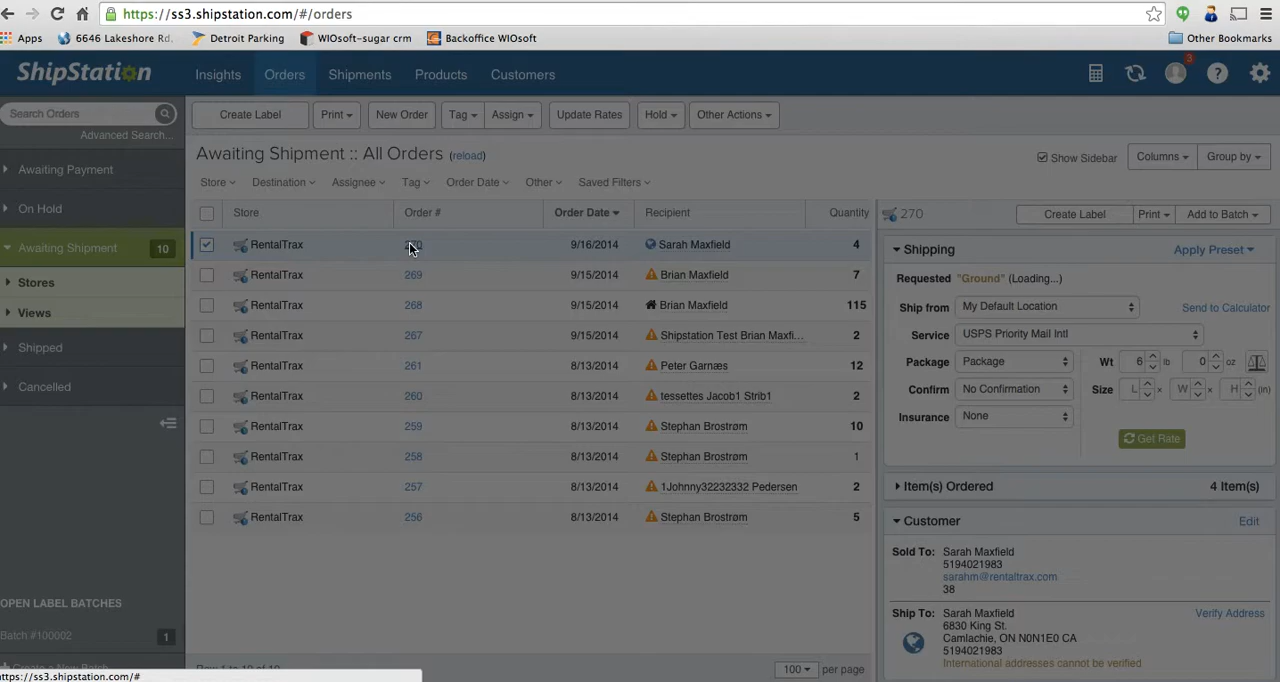 https://ss3.shipstation.com/#/orders
Apps 6646 Lakeshore Rd. Detroit Parking WIOsoft-sugar crm Backoffice WIOsoft Other Bookmarks
ShipStation Insights Orders Shipments Products Customers 3 ?
Search Orders
Advanced Search...
Awaiting Payment
On Hold
Awaiting Shipment 10
Stores
Views
Shipped
Cancelled
OPEN LABEL BATCHES
Batch #100002 1
Create a New Batch
https://ss3.shipstation.com/#
Create Label Print New Order Tag Assign Update Rates Hold Other Actions
Awaiting Shipment :: All Orders (reload) Show Sidebar Columns Group by
Store Destination Assignee Tag Order Date Other Saved Filters
Store Order # Order Date Recipient Quantity
RentalTrax 270 9/16/2014 Sarah Maxfield 4
RentalTrax 269 9/15/2014 Brian Maxfield 7
RentalTrax 268 9/15/2014 Brian Maxfield 115
RentalTrax 267 9/15/2014 Shipstation Test Brian Maxfi... 2
RentalTrax 261 8/13/2014 Peter Garnæs 12
RentalTrax 260 8/13/2014 tessettes Jacob1 Strib1 2
RentalTrax 259 8/13/2014 Stephan Brostrøm 10
RentalTrax 258 8/13/2014 Stephan Brostrøm 1
RentalTrax 257 8/13/2014 1Johnny32232332 Pedersen 2
RentalTrax 256 8/13/2014 Stephan Brostrøm 5
Row 1 to 10 of 10 100 per page
270 Create Label Print Add to Batch
Shipping Apply Preset
Requested "Ground" (Loading...)
Ship from My Default Location Send to Calculator
Service USPS Priority Mail Intl
Package Package Wt 6 lb 0 oz
Confirm No Confirmation Size L x W x H (in)
Insurance None
Get Rate
Item(s) Ordered 4 Item(s)
Customer Edit
Sold To: Sarah Maxfield
5194021983
sarahm@rentaltrax.com
38
Ship To: Sarah Maxfield Verify Address
6830 King St.
Camlachie, ON N0N1E0 CA
5194021983
International addresses cannot be verified